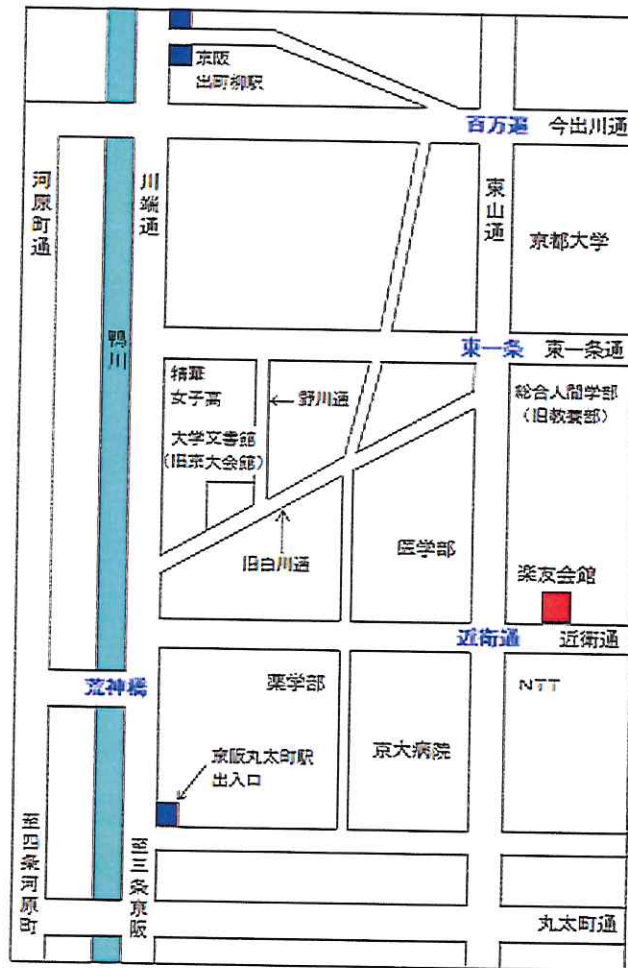 京阪
出町柳駅
百万遍 今出川通
河原町通
川端通
東山通
京都大学
鴨川
東一条 東一条通
精華
女子高
野川通
総合人間学部
（旧教養部）
大学文書館
（旧京大会館）
旧白川通
医学部
楽友会館
近衛通 近衛通
荒神橋
薬学部
NTT
京阪丸太町駅
出入口
京大病院
至四条河原町
至三条京阪
丸太町通